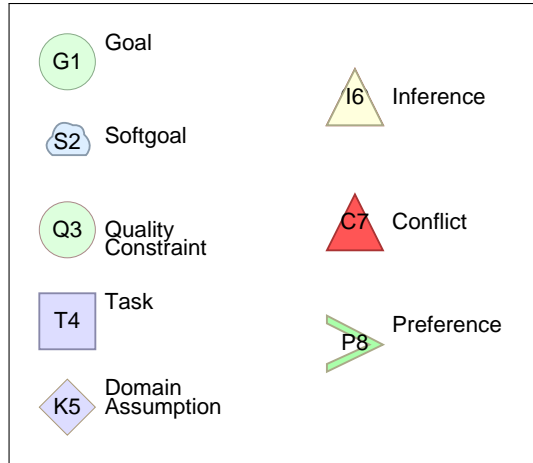 G1 Goal
S2 Softgoal
Q3 Quality
Constraint
T4 Task
K5 Domain
Assumption
I6 Inference
C7 Conflict
P8 Preference